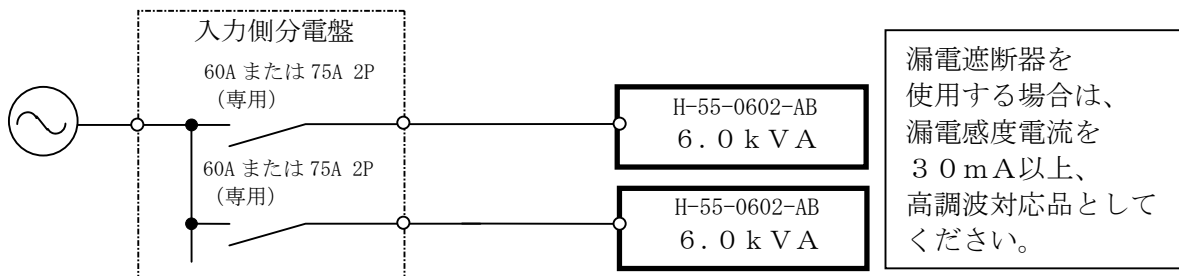 入力側分電盤
60A または 75A 2P
(専用)
H-55-0602-AB
6.0kVA
60A または 75A 2P
(専用)
H-55-0602-AB
6.0kVA
漏電遮断器を
使用する場合は、
漏電感度電流を
30mA以上、
高調波対応品として
ください。